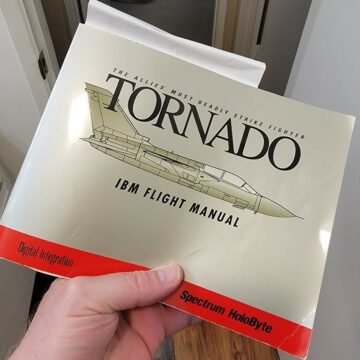 THE ALLIES' MOST DEADLY STRIKE FIGHTER
TORNADO
IBM FLIGHT MANUAL
Digital Integration
Spectrum HoloByte